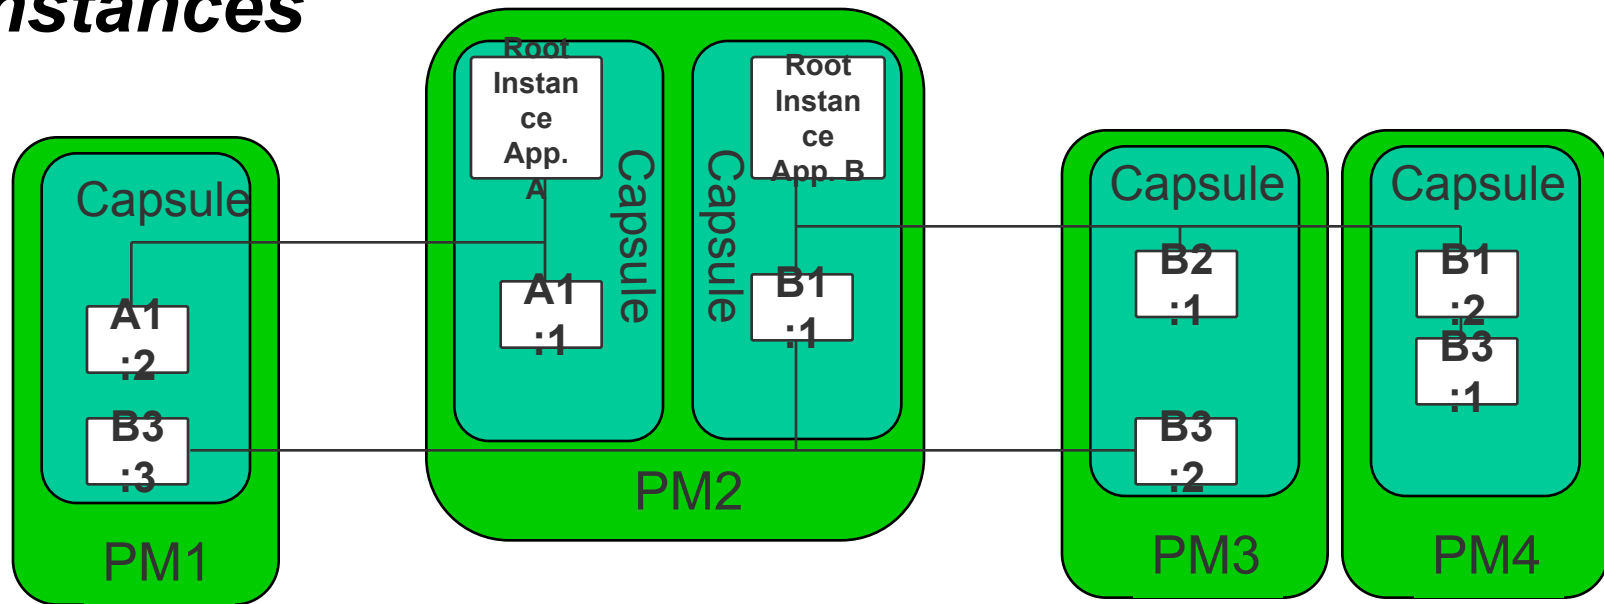 nstances
Root
Instan
ce
App.
A
Capsule
A1
:1
Root
Instan
ce
App. B
Capsule
B1
:1
PM2
Capsule
A1
:2
B3
:3
PM1
Capsule
B2
:1
B3
:2
PM3
Capsule
B1
:2
B3
:1
PM4